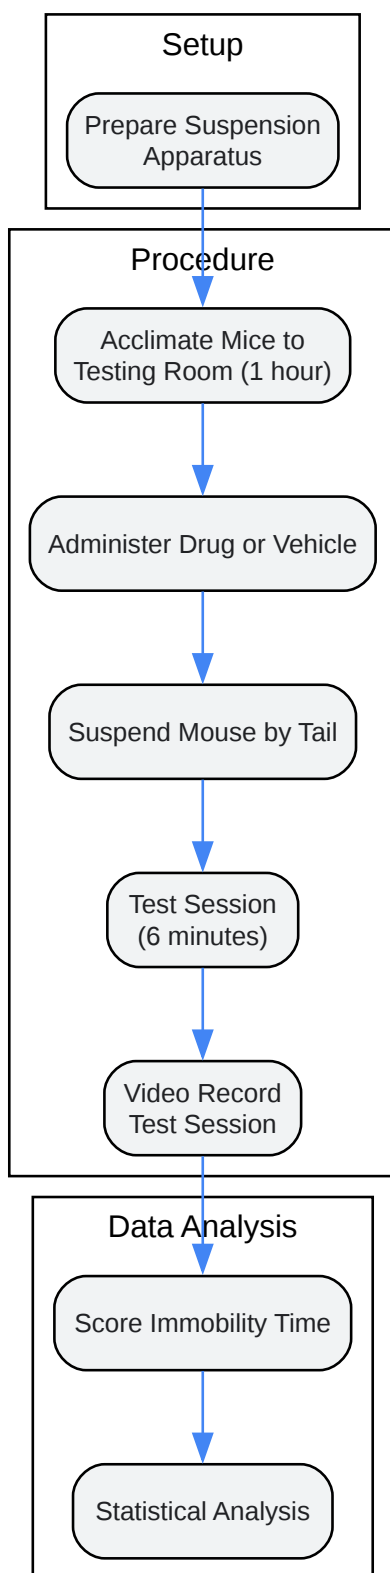 Setup
Prepare Suspension
Apparatus
Procedure
Acclimate Mice to
Testing Room (1 hour)
Administer Drug or Vehicle
Suspend Mouse by Tail
Test Session
(6 minutes)
Video Record
Test Session
Data Analysis
Score Immobility Time
Statistical Analysis